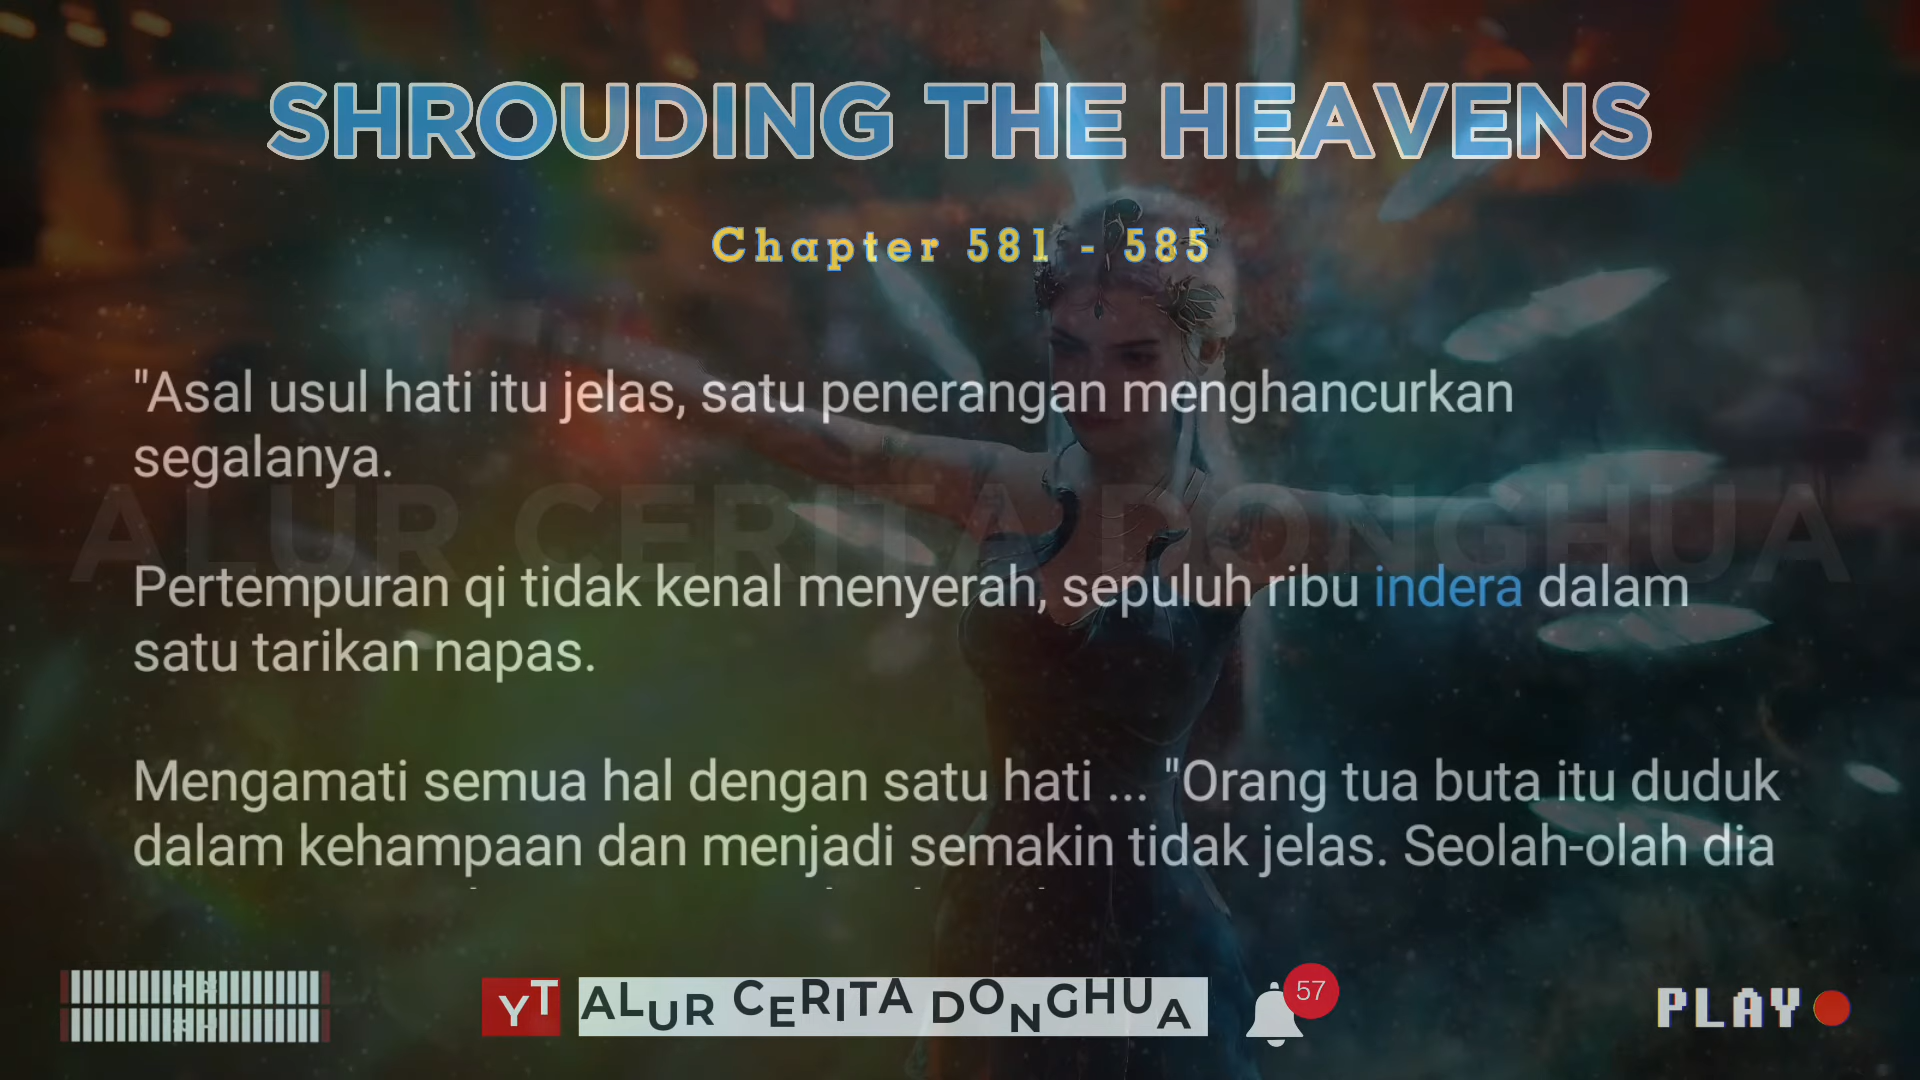 SHROUDING THE HEAVENS
Chapter 581 - 585
"Asal usul hati itu jelas, satu penerangan menghancurkan
segalanya.
ALUR CERITA DONGHUA
Pertempuran qi tidak kenal menyerah, sepuluh ribu indera dalam
satu tarikan napas.
Mengamati semua hal dengan satu hati ... "Orang tua buta itu duduk
dalam kehampaan dan menjadi semakin tidak jelas. Seolah-olah dia
YT ALUR CERITA DONGHUA 57
PLAY